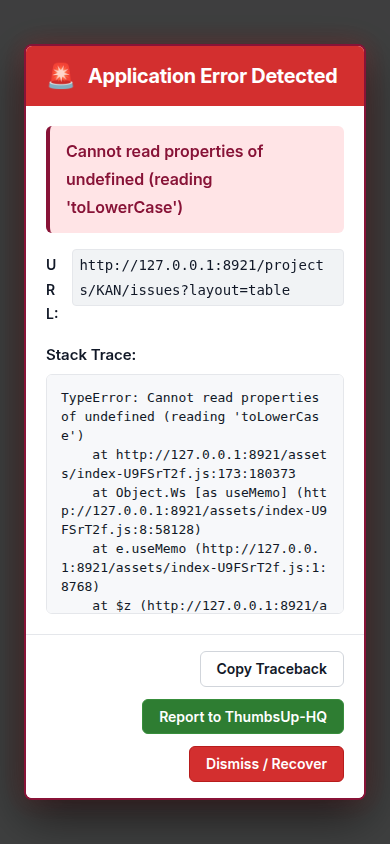 Application Error Detected
Cannot read properties of
undefined (reading
'toLowerCase')
U
R
L:
http://127.0.0.1:8921/project
s/KAN/issues?layout=table
Stack Trace:
TypeError: Cannot read properties
of undefined (reading 'toLowerCas
e')
    at http://127.0.0.1:8921/asset
s/index-U9FSrT2f.js:173:180373
    at Object.Ws [as useMemo] (htt
p://127.0.0.1:8921/assets/index-U9
FSrT2f.js:8:58128)
    at e.useMemo (http://127.0.0.
1:8921/assets/index-U9FSrT2f.js:1:
8768)
    at $z (http://127.0.0.1:8921/a
Copy Traceback
Report to ThumbsUp-HQ
Dismiss / Recover